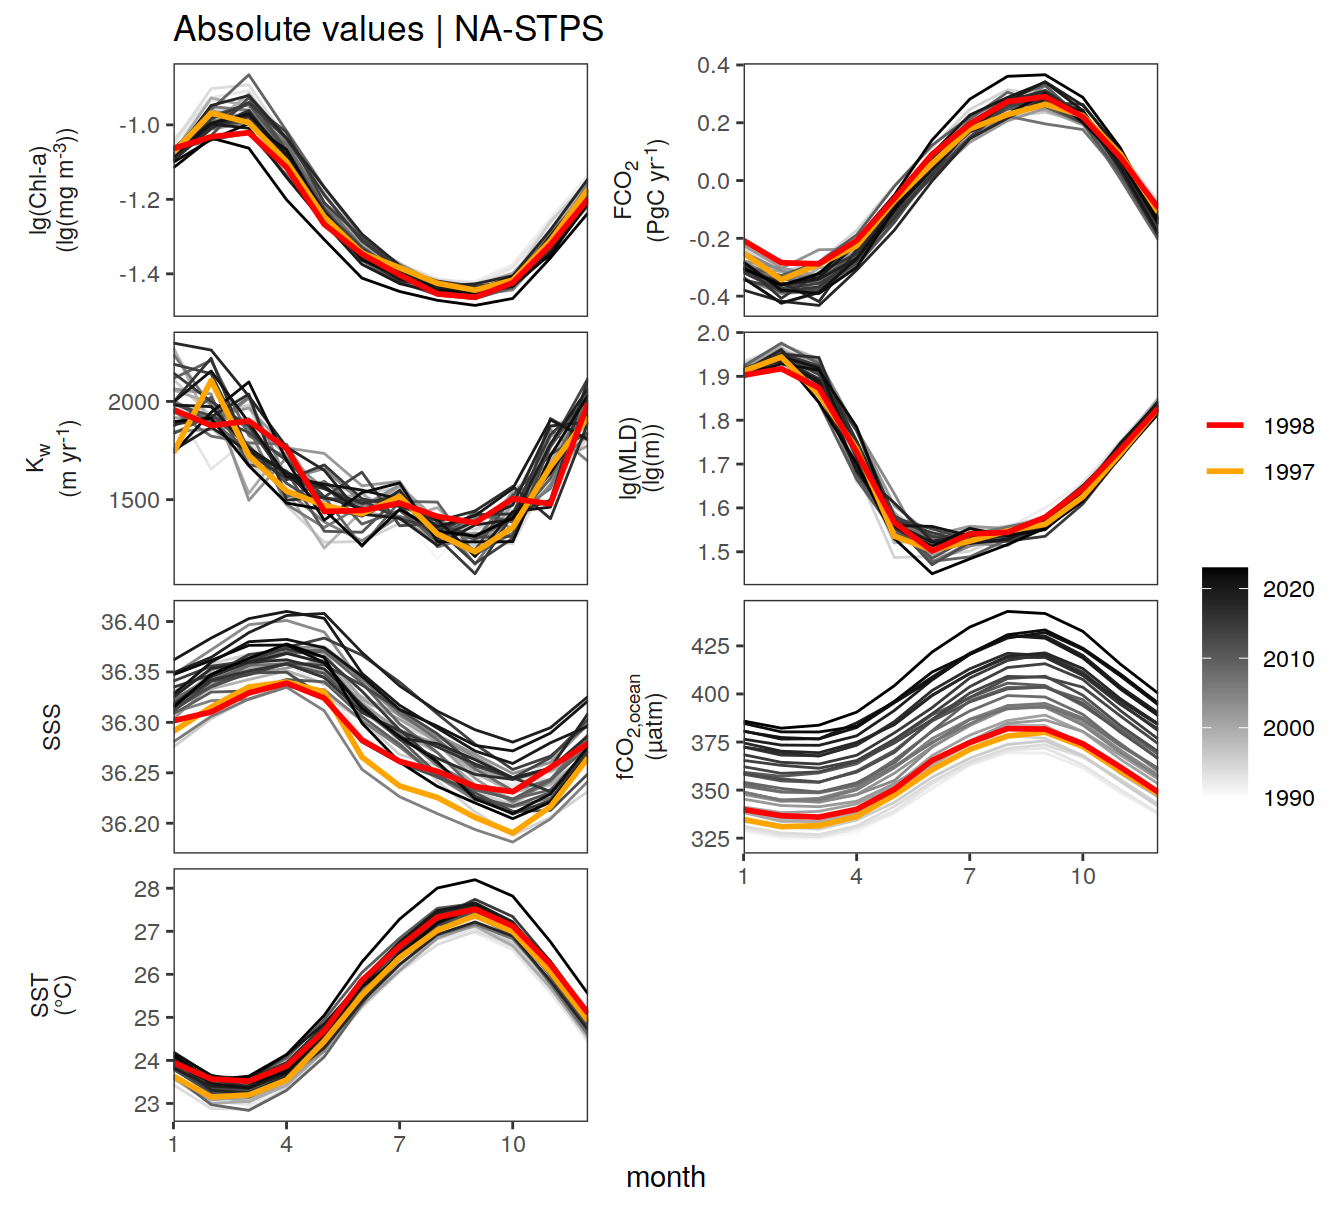 Absolute values | NA-STPS
lg(Chl-a)
(lg(mg m-3))
-1.0
-1.2
-1.4
FCO2
(PgC yr-1)
0.4
0.2
0.0
-0.2
-0.4
Kw
(m yr-1)
2000
1500
lg(MLD)
(lg(m))
2.0
1.9
1.8
1.7
1.6
1.5
SSS
36.40
36.35
36.30
36.25
36.20
fCO2,ocean
(µatm)
425
400
375
350
325
1 4 7 10
SST
(°C)
28
27
26
25
24
23
1 4 7 10
month
1998
1997
2020
2010
2000
1990